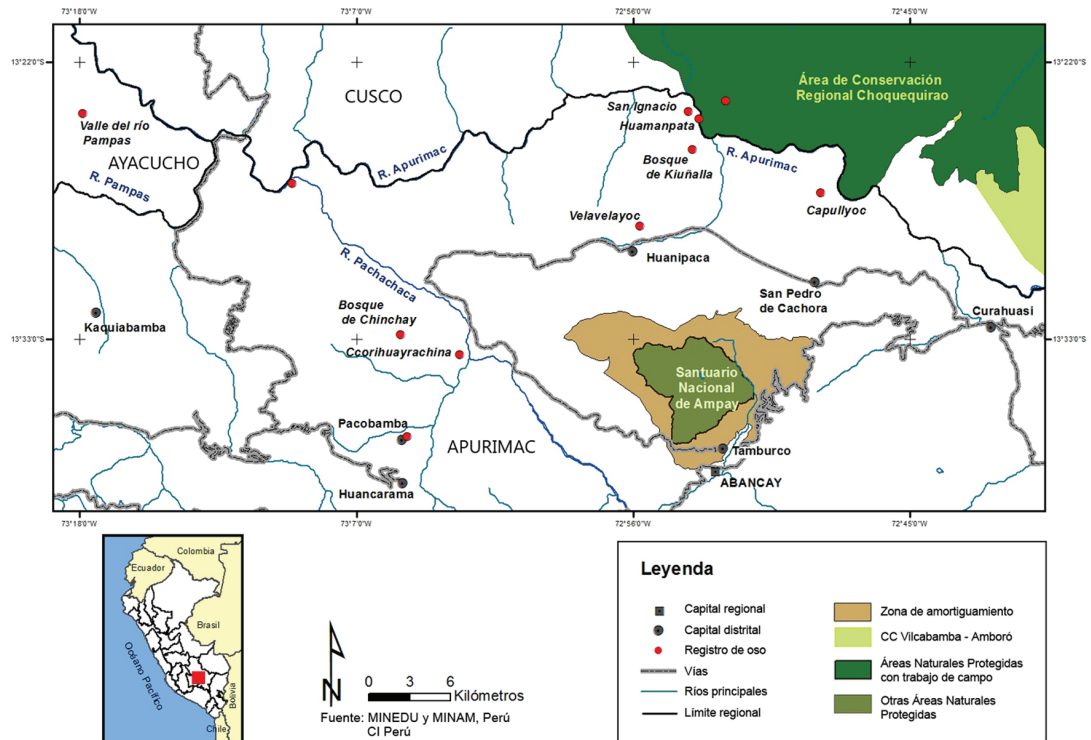 73°18'0"W
73°7'0"W
72°56'0"W
72°45'0"W
13°22'0"S
13°22'0"S
CUSCO
Área de Conservación
Regional Choquequirao
San Ignacio
Huamanpata
Valle del río
Pampas
AYACUCHO
R. Apurimac
R. Apurimac
Bosque
de Kiuñalla
R. Pampas
Capullyoc
Velavelayoc
Huanipaca
R. Pachachaca
San Pedro
de Cachora
Curahuasi
Kaquiabamba
Bosque
de Chinchay
Ccorihuayrachina
13°33'0"S
13°33'0"S
Santuario
Nacional
de Ampay
Pacobamba
APURIMAC
Tamburco
Huancarama
ABANCAY
73°18'0"W
73°7'0"W
72°56'0"W
72°45'0"W
Colombia
Ecuador
Brasil
Océano Pacífico
Bolivia
Chile
N
0 3 6
Kilómetros
Fuente: MINEDU y MINAM, Perú
CI Perú
Leyenda
Capital regional
Capital distrital
Registro de oso
Vías
Ríos principales
Límite regional
Zona de amortiguamiento
CC Vilcabamba - Amboró
Áreas Naturales Protegidas
con trabajo de campo
Otras Áreas Naturales
Protegidas